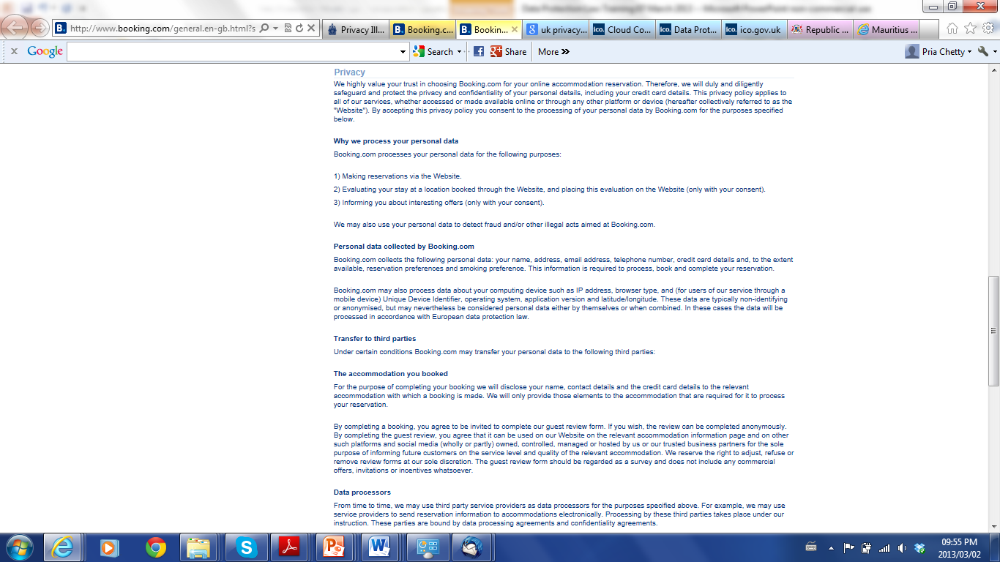 Data Protection Law Training07 March 2013 - Microsoft PowerPoint non-commercial use
http://www.booking.com/general.en-gb.html?s
Privacy Ill...
Booking.c...
Bookin...
uk privacy...
Cloud Co...
Data Prot...
ico.gov.uk
Republic ...
Mauritius ...
x Google Search Share More Pria Chetty
Privacy
We highly value your trust in choosing Booking.com for your online accommodation reservation. Therefore, we will duly and diligently
safeguard and protect the privacy and confidentiality of your personal details, including your credit card details. This privacy policy applies to
all of our services, whether accessed or made available online or through any other platform or device (hereafter collectively referred to as the
"Website"). By accepting this privacy policy you consent to the processing of your personal data by Booking.com for the purposes specified
below.
Why we process your personal data
Booking.com processes your personal data for the following purposes:
1) Making reservations via the Website.
2) Evaluating your stay at a location booked through the Website, and placing this evaluation on the Website (only with your consent).
3) Informing you about interesting offers (only with your consent).
We may also use your personal data to detect fraud and/or other illegal acts aimed at Booking.com.
Personal data collected by Booking.com
Booking.com collects the following personal data: your name, address, email address, telephone number, credit card details and, to the extent
available, reservation preferences and smoking preference. This information is required to process, book and complete your reservation.
Booking.com may also process data about your computing device such as IP address, browser type, and (for users of our service through a
mobile device) Unique Device Identifier, operating system, application version and latitude/longitude. These data are typically non-identifying
or anonymised, but may nevertheless be considered personal data either by themselves or when combined. In these cases the data will be
processed in accordance with European data protection law.
Transfer to third parties
Under certain conditions Booking.com may transfer your personal data to the following third parties:
The accommodation you booked
For the purpose of completing your booking we will disclose your name, contact details and the credit card details to the relevant
accommodation with which a booking is made. We will only provide those elements to the accommodation that are required for it to process
your reservation.
By completing a booking, you agree to be invited to complete our guest review form. If you wish, the review can be completed anonymously.
By completing the guest review, you agree that it can be used on our Website on the relevant accommodation information page and on other
such platforms and social media (wholly or partly) owned, controlled, managed or hosted by us or our trusted business partners for the sole
purpose of informing future customers on the service level and quality of the relevant accommodation. We reserve the right to adjust, refuse or
remove review forms at our sole discretion. The guest review form should be regarded as a survey and does not include any commercial
offers, invitations or incentives whatsoever.
Data processors
From time to time, we may use third party service providers as data processors for the purposes specified above. For example, we may use
service providers to send reservation information to accommodations electronically. Processing by these third parties takes place under our
instruction. These parties are bound by data processing agreements and confidentiality agreements.
09:55 PM
2013/03/02